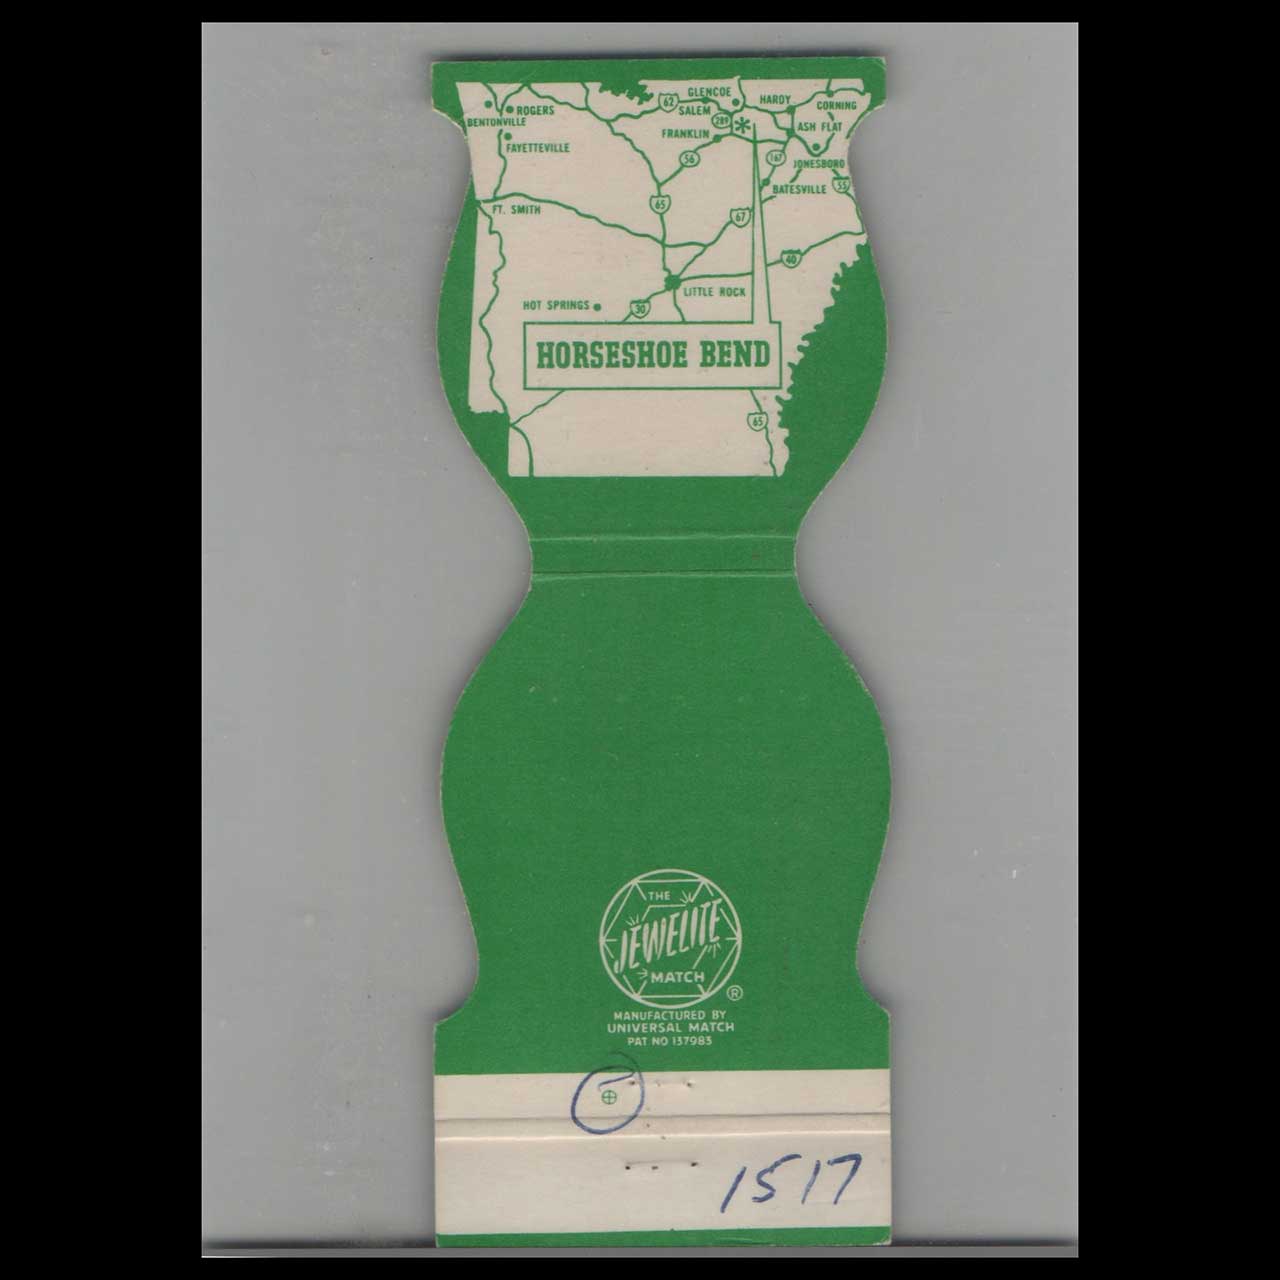 GLENCOE
62
HARDY
CORNING
ROGERS
SALEM
BENTONVILLE
289
*
ASH FLAT
FRANKLIN
FAYETTEVILLE
56
167
JONESBORO
55
BATESVILLE
65
FT. SMITH
67
40
LITTLE ROCK
HOT SPRINGS
30
HORSESHOE BEND
65
THE
JEWELITE
MATCH
®
MANUFACTURED BY
UNIVERSAL MATCH
PAT NO 137983
1517